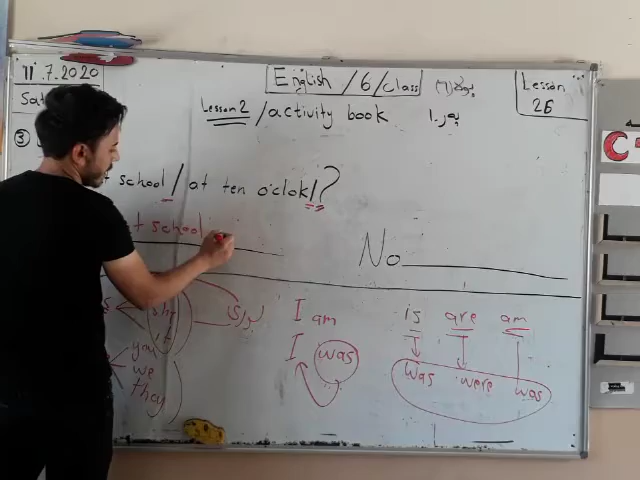 11.7.2020
Sat
English /6/class
Lesson 26
Lesson 2 /activity book
③
t school / at ten o'clok/?
t school
No
I am
I was
is are am
was were was
you
we
they